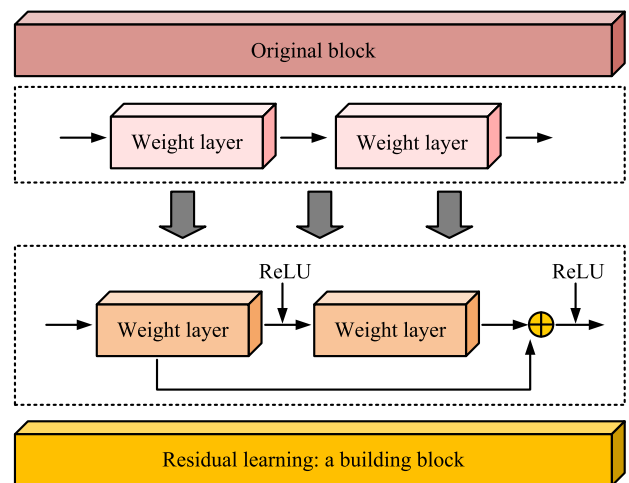 Original block
Weight layer
Weight layer
ReLU
ReLU
Weight layer
Weight layer
Residual learning: a building block